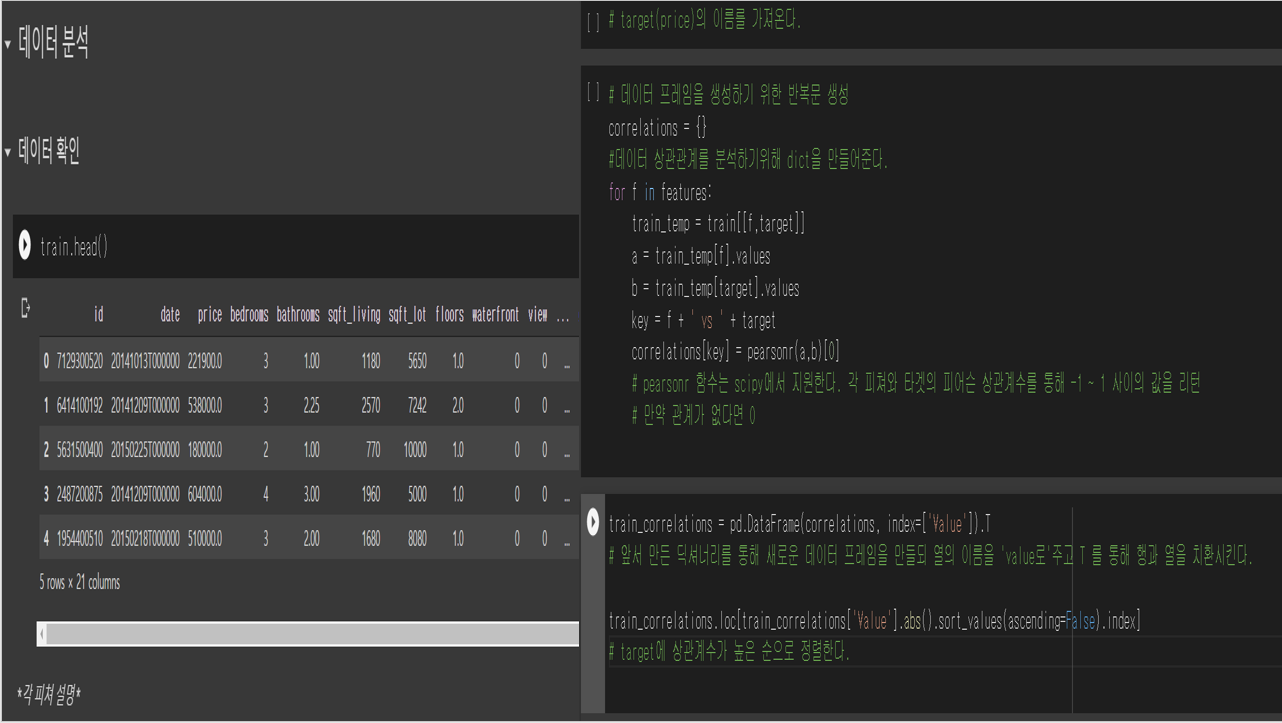 데이터 분석
데이터 확인
train.head()
id date price bedrooms bathrooms sqft_living sqft_lot floors waterfront view ...
0 7129300520 20141013T000000 221900.0 3 1.00 1180 5650 1.0 0 0 ...
1 6414100192 20141209T000000 538000.0 3 2.25 2570 7242 2.0 0 0 ...
2 5631500400 20150225T000000 180000.0 2 1.00 770 10000 1.0 0 0 ...
3 2487200875 20141209T000000 604000.0 4 3.00 1960 5000 1.0 0 0 ...
4 1954400510 20150218T000000 510000.0 3 2.00 1680 8080 1.0 0 0 ...
5 rows × 21 columns
*각 피쳐 설명*
[ ] # target(price)의 이름를 가져온다.
[ ] # 데이터 프레임을 생성하기 위한 반복문 생성
correlations = {}
#데이터 상관관계를 분석하기위해 dict을 만들어준다.
for f in features:
train_temp = train[[f,target]]
a = train_temp[f].values
b = train_temp[target].values
key = f + ' vs ' + target
correlations[key] = pearsonr(a,b)[0]
# pearsonr 함수는 scipy에서 지원한다. 각 피쳐와 타겟의 피어슨 상관계수를 통해 -1 ~ 1 사이의 값을 리턴
# 만약 관계가 없다면 0
train_correlations = pd.DataFrame(correlations, index=['Value']).T
# 앞서 만든 딕셔너리를 통해 새로운 데이터 프레임을 만들되 열의 이름을 'value로'주고 T 를 통해 행과 열을 치환시킨다.
train_correlations.loc[train_correlations['Value'].abs().sort_values(ascending=False).index]
# target에 상관계수가 높은 순으로 정렬한다.